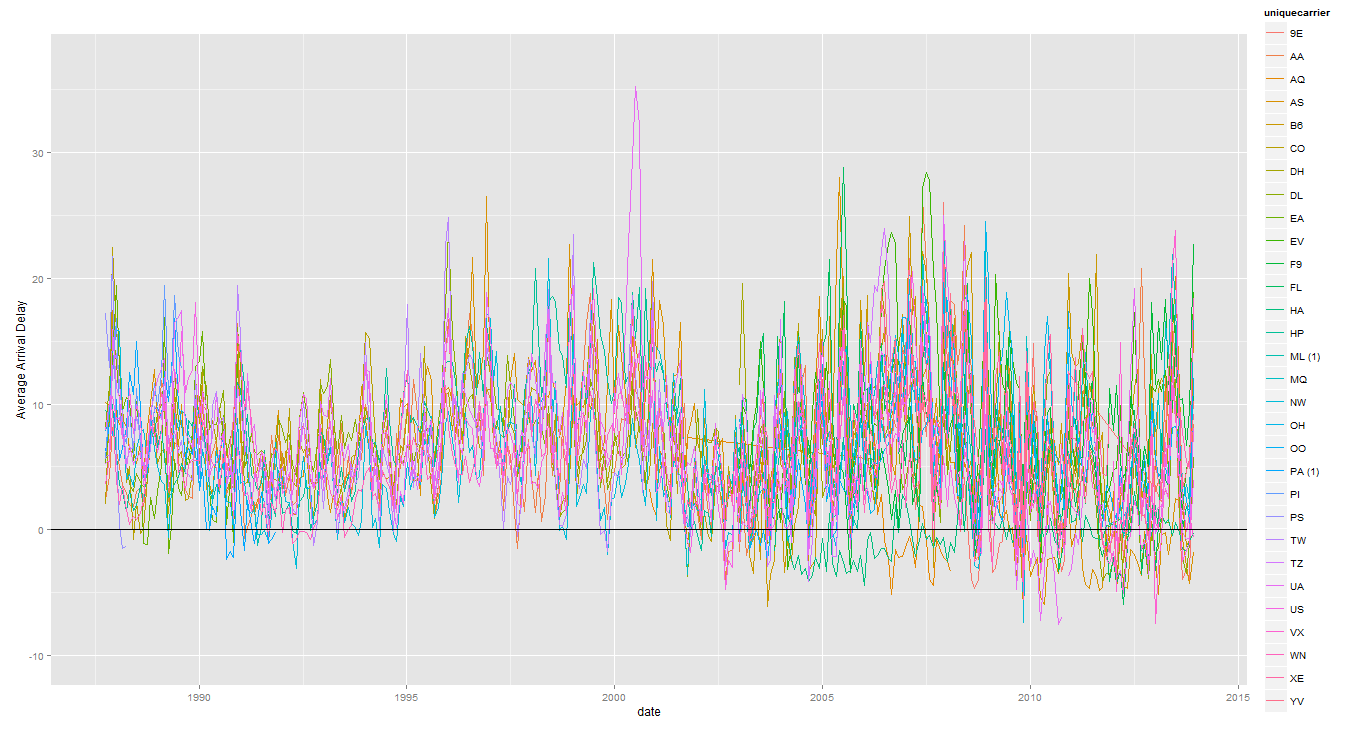 uniquecarrier
9E
AA
AQ
AS
B6
CO
DH
DL
EA
EV
F9
FL
HA
HP
ML (1)
MQ
NW
OH
OO
PA (1)
PI
PS
TW
TZ
UA
US
VX
WN
XE
YV
Average Arrival Delay
30
20
10
0
-10
1990 1995 2000 2005 2010 2015
date